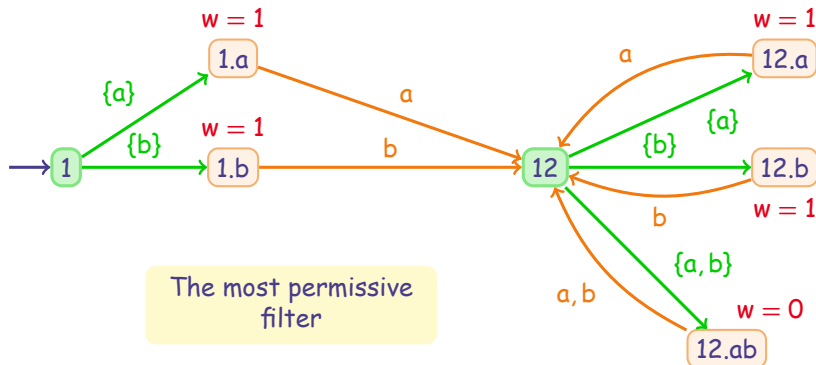 w = 1
1.a
{a}
a
w = 1
{b}
1
1.b
b
12
w = 1
12.a
a
{a}
{b}
12.b
b
w = 1
{a, b}
a, b
w = 0
12.ab
The most permissive
filter